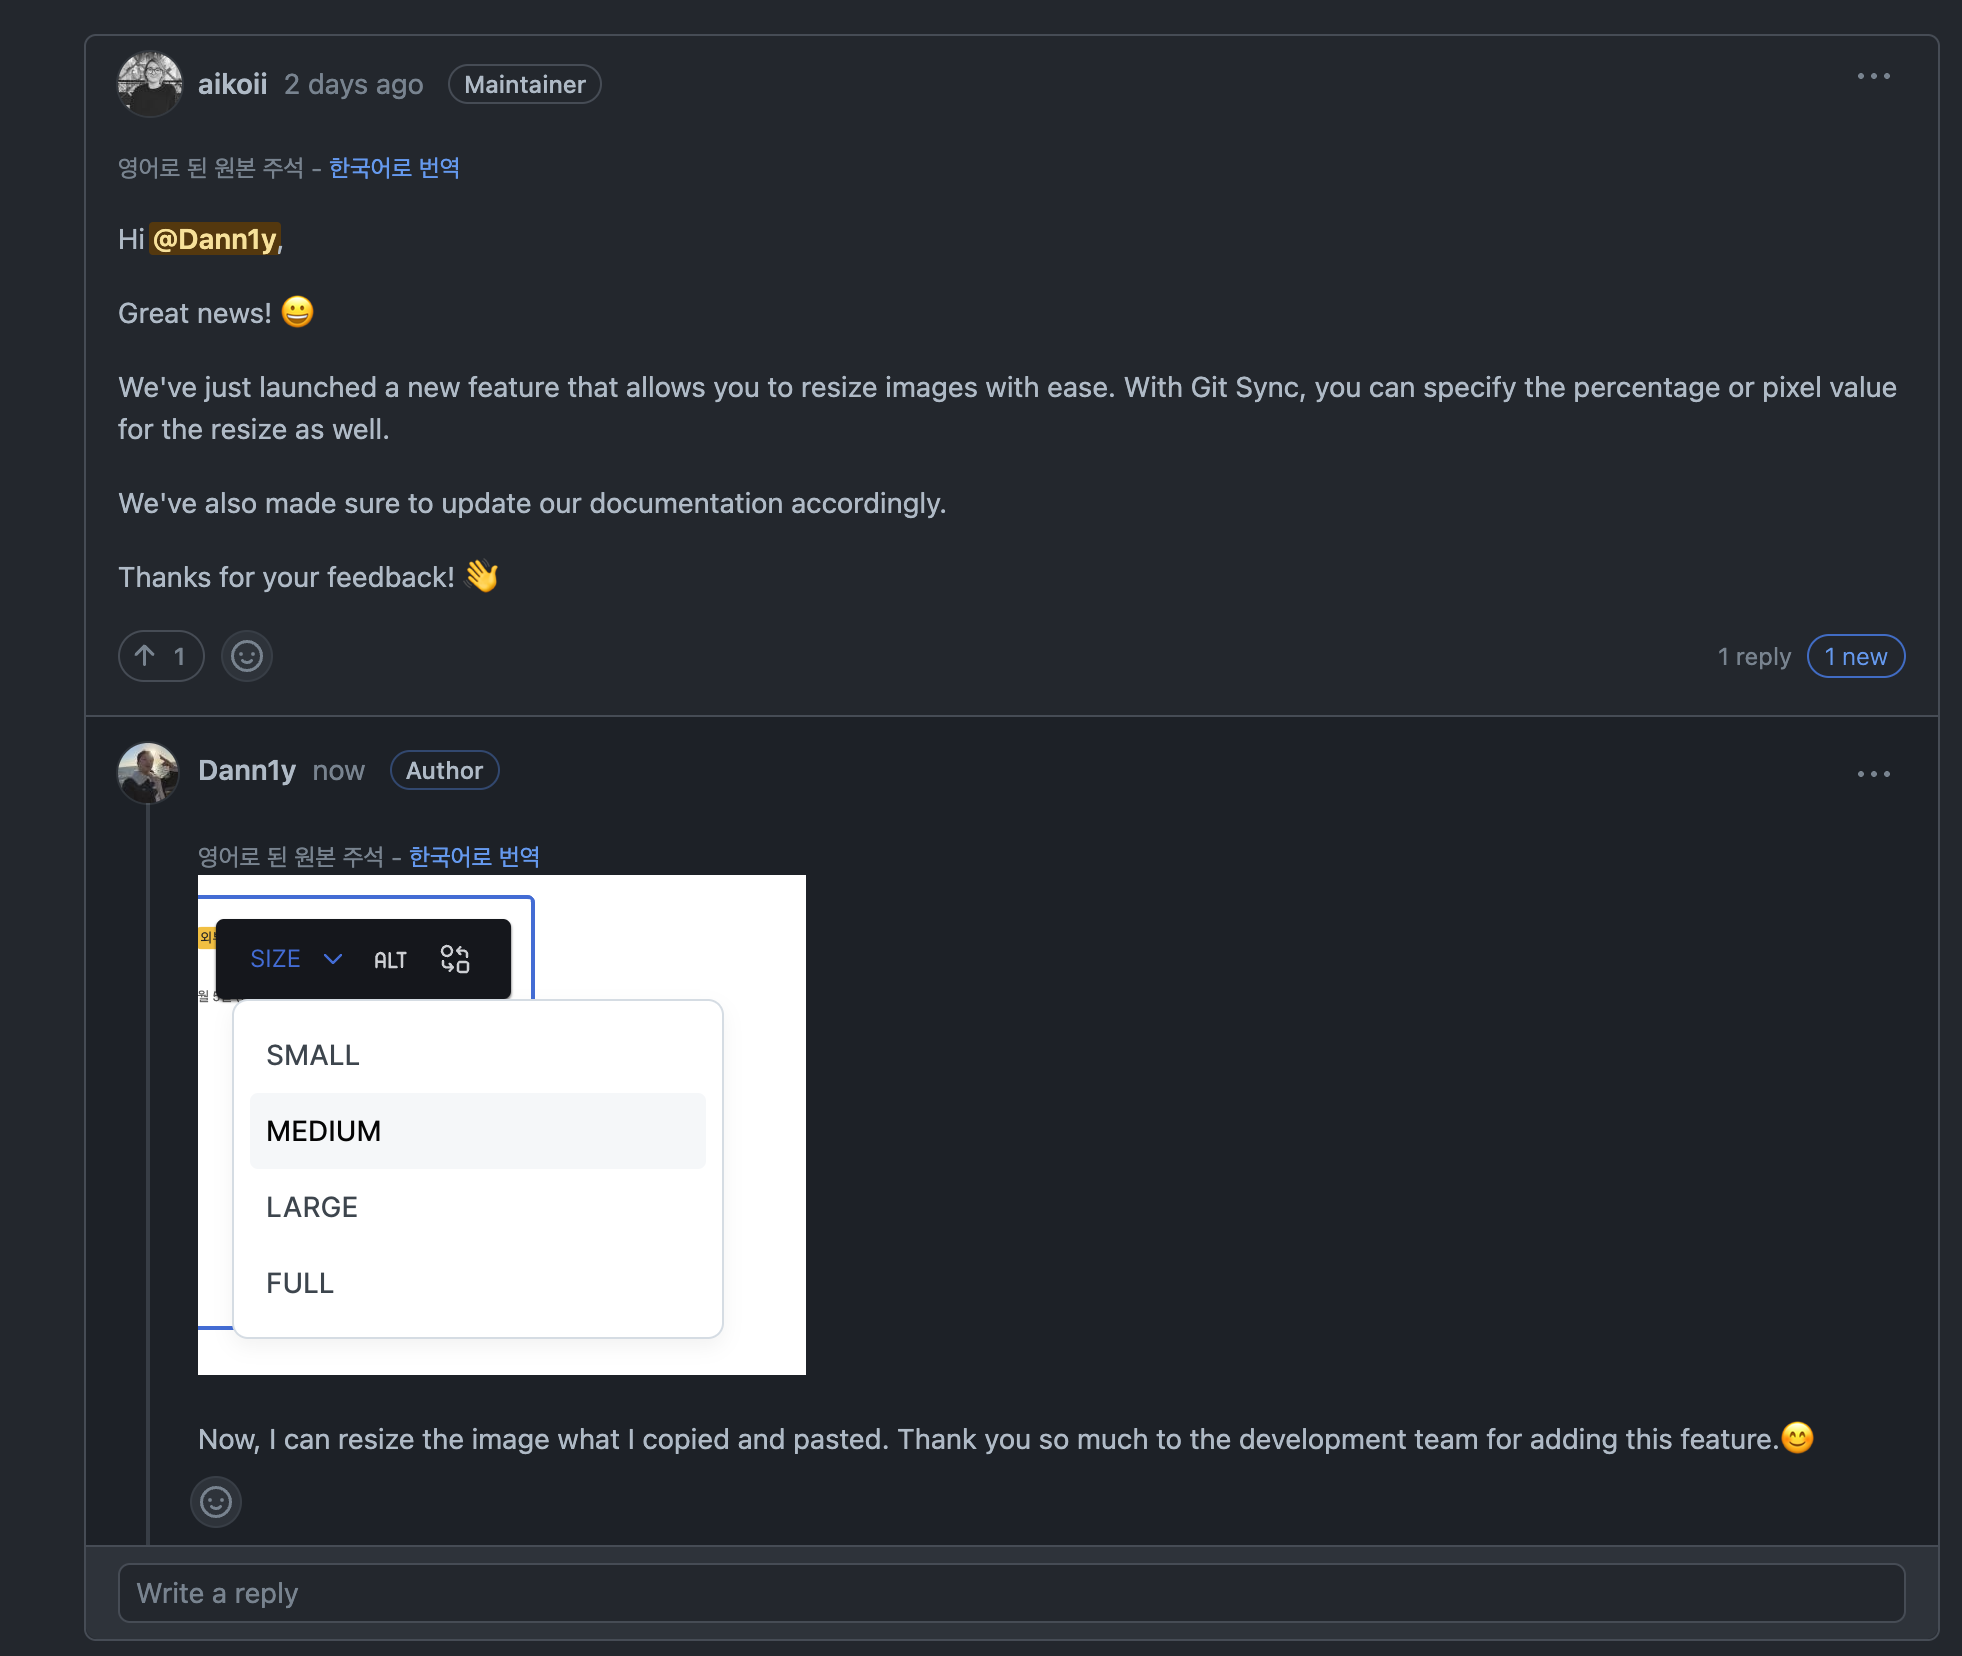 aikoii 2 days ago Maintainer
영어로 된 원본 주석 - 한국어로 번역
Hi @Dann1y,
Great news! 😀
We've just launched a new feature that allows you to resize images with ease. With Git Sync, you can specify the percentage or pixel value
for the resize as well.
We've also made sure to update our documentation accordingly.
Thanks for your feedback! 👋
1
1 reply 1 new
Dann1y now Author
영어로 된 원본 주석 - 한국어로 번역
SIZE ALT
SMALL
MEDIUM
LARGE
FULL
Now, I can resize the image what I copied and pasted. Thank you so much to the development team for adding this feature.😊
Write a reply